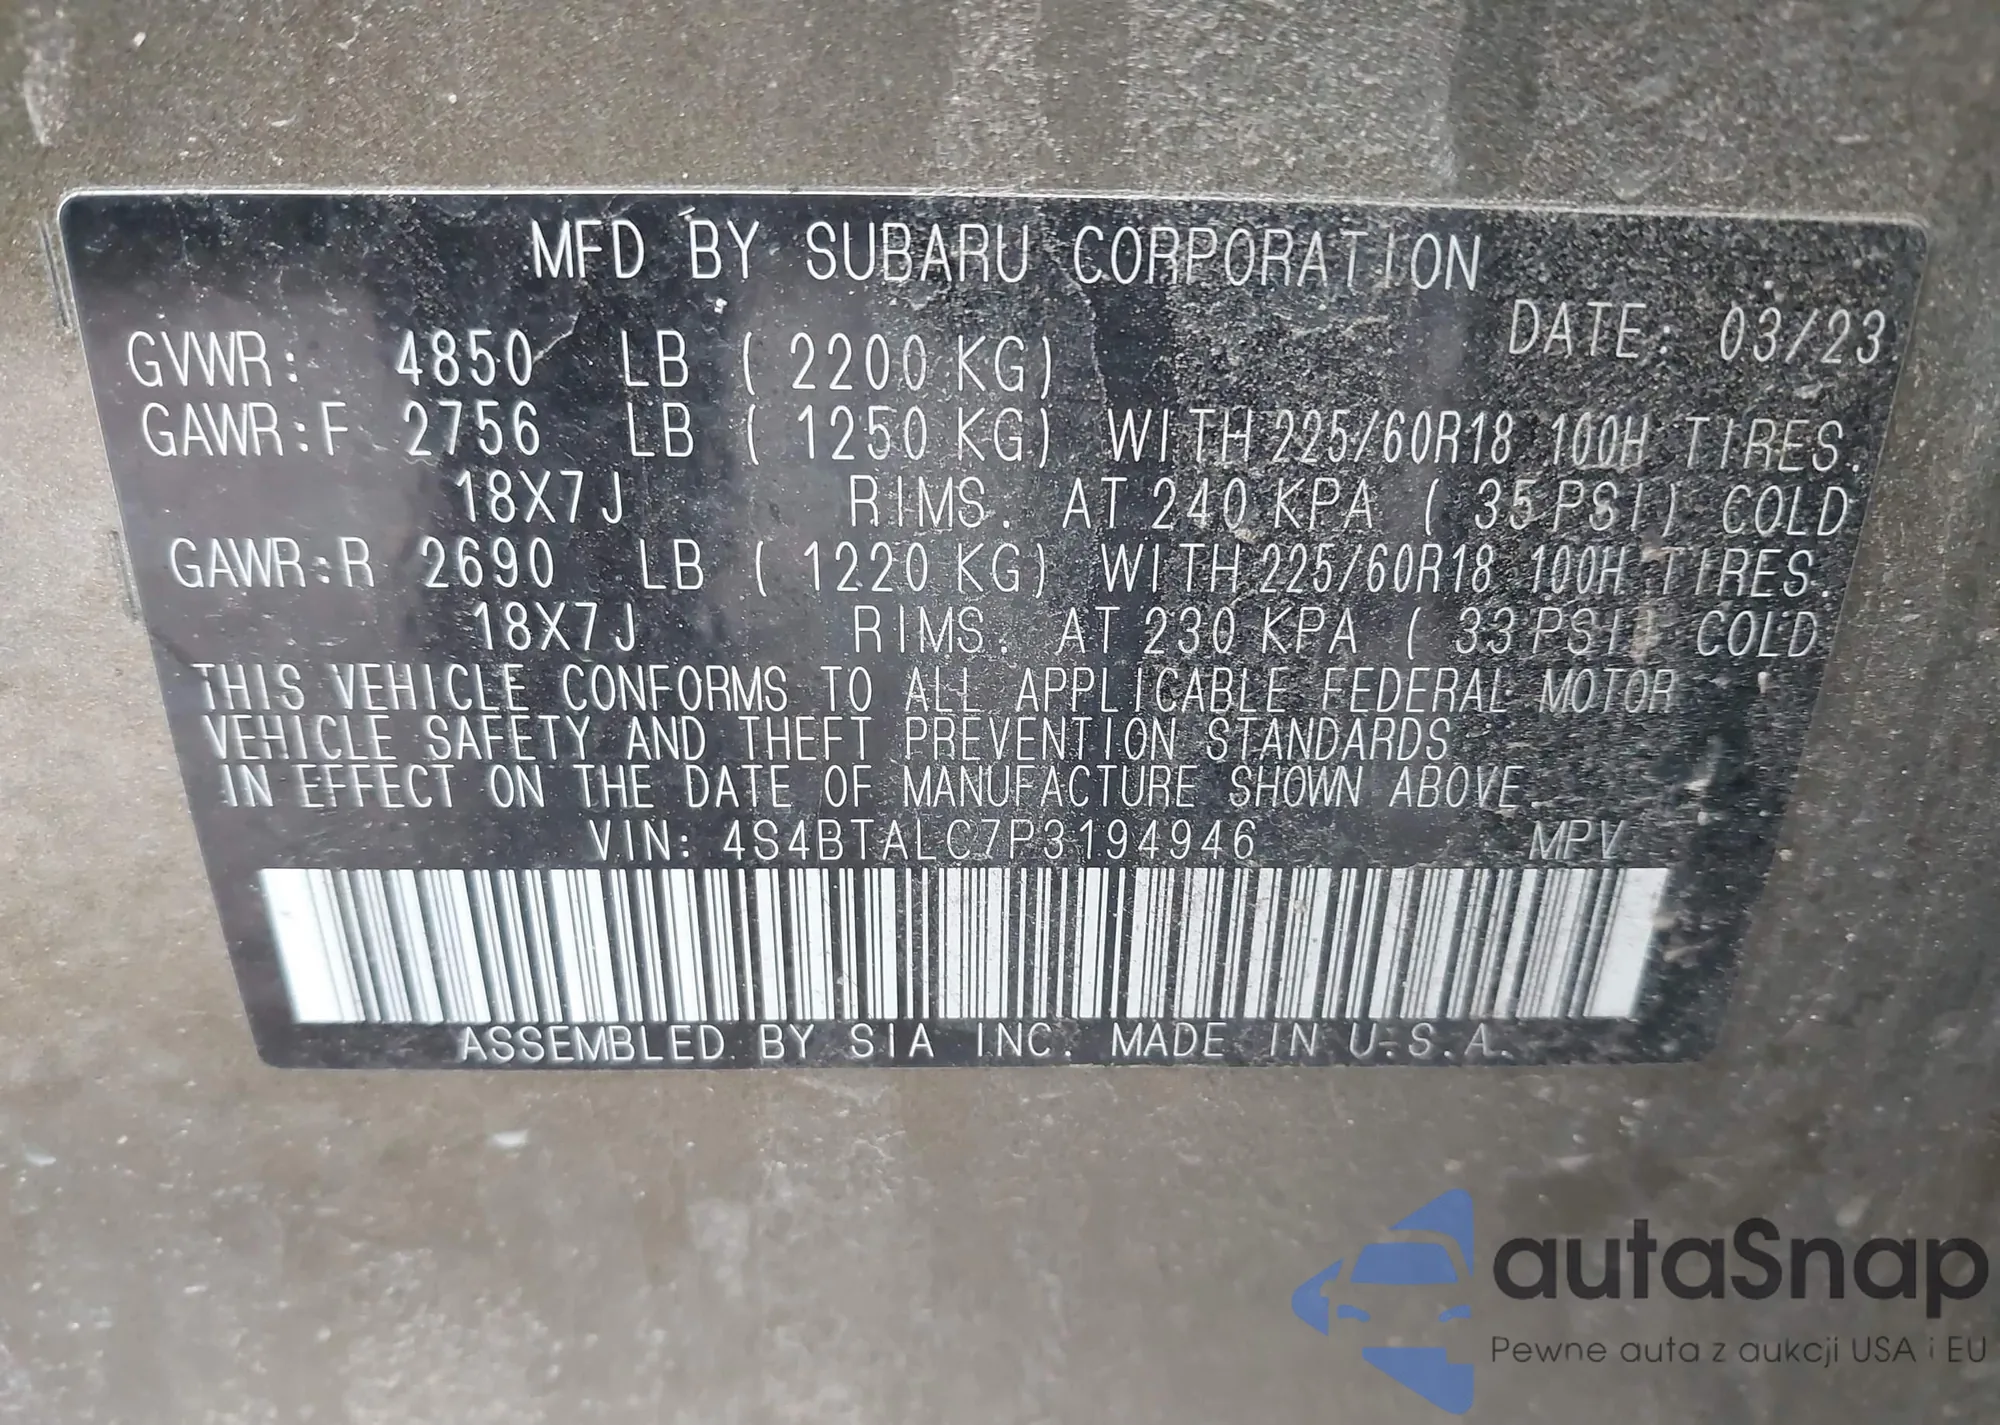 MFD BY SUBARU CORPORATION
DATE: 03/23
GVWR: 4850 LB ( 2200 KG)
GAWR:F 2756 LB ( 1250 KG) WITH 225/60R18 100H TIRES.
18X7J RIMS. AT 240 KPA ( 35 PSI) COLD
GAWR:R 2690 LB ( 1220 KG) WITH 225/60R18 100H TIRES.
18X7J RIMS. AT 230 KPA ( 33 PSI) COLD
THIS VEHICLE CONFORMS TO ALL APPLICABLE FEDERAL MOTOR
VEHICLE SAFETY AND THEFT PREVENTION STANDARDS
IN EFFECT ON THE DATE OF MANUFACTURE SHOWN ABOVE.
VIN: 4S4BTALC7P3194946 MPV
ASSEMBLED BY SIA INC. MADE IN U.S.A.
autaSnap
Pewne auta z aukcji USA i EU